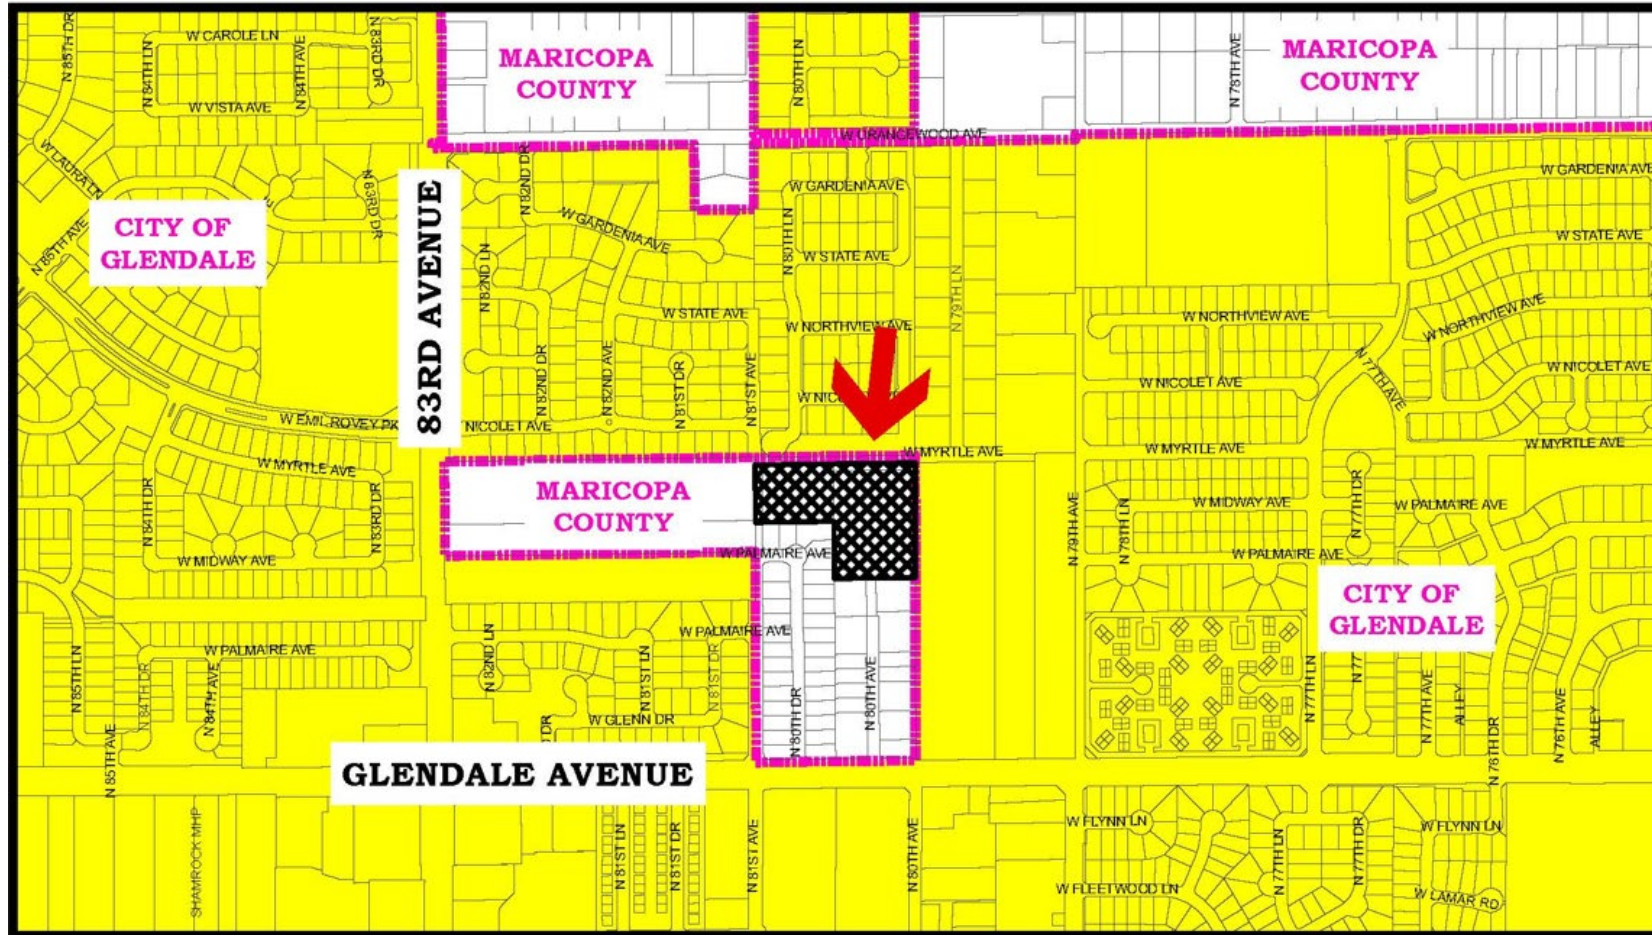 W CAROLE LN
N 85TH DR
N 84TH LN
N 84TH AVE
N 83RD DR
W VISTA AVE
MARICOPA
COUNTY
N 80TH LN
N 78TH AVE
MARICOPA
COUNTY
W ORANGEWOOD AVE
W LAURA LN
N 83RD DR
N 82ND DR
W GARDENIA AVE
W GARDENIA AVE
W GARDENIA AVE
CITY OF
GLENDALE
83RD AVENUE
N 85TH AVE
N 82ND LN
N 80TH LN
W STATE AVE
W STATE AVE
W STATE AVE
N 79TH LN
W NORTHVIEW AVE
W NORTHVIEW AVE
W NORTHVIEW AVE
N 82ND DR
N 82ND AVE
N 81ST DR
N 81ST AVE
W NICOLET AVE
W NICOLET AVE
N 77TH AVE
W EMIL ROVEY PK
NICOLET AVE
W MYRTLE AVE
W MYRTLE AVE
W MYRTLE AVE
W MYRTLE AVE
MARICOPA
COUNTY
N 84TH DR
N 83RD DR
W MIDWAY AVE
W MIDWAY AVE
N 79TH AVE
N 78TH LN
N 77TH DR
W PALMAIRE AVE
W PALMAIRE AVE
W PALMAIRE AVE
CITY OF
GLENDALE
W PALMAIRE AVE
W PALMAIRE AVE
N 85TH LN
N 84TH DR
N 84TH AVE
N 82ND LN
N 81ST LN
N 81ST DR
N 80TH DR
N 80TH AVE
N 77TH LN
N 77TH AVE
ALLEY
N 76TH DR
N 76TH AVE
ALLEY
W GLENN DR
D DR
N 85TH AVE
GLENDALE AVENUE
SHAMROCK MHP
N 81ST LN
N 81ST DR
N 81ST AVE
N 80TH AVE
W FLYNN LN
W FLYNN LN
N 77TH LN
N 77TH DR
W FLEETWOOD LN
W LAMAR RD